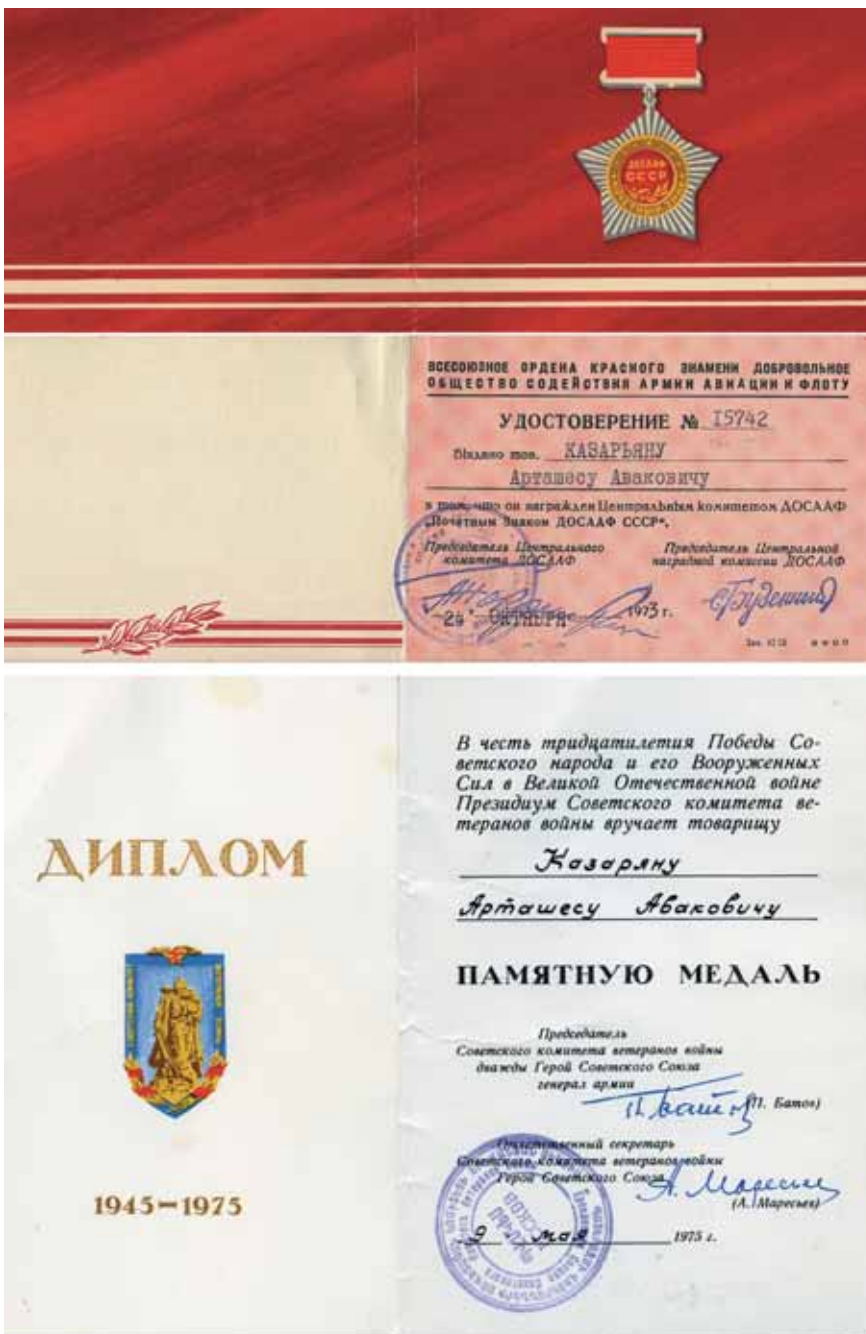 ДОСААФ
СССР
ВСЕСОЮЗНОЕ ОРДЕНА КРАСНОГО ЗНАМЕНИ ДОБРОВОЛЬНОЕ
ОБЩЕСТВО СОДЕЙСТВИЯ АРМИИ АВИАЦИИ И ФЛОТУ
УДОСТОВЕРЕНИЕ № I5742
Выдано тов. КАЗАРЬЯНУ
Арташесу Аваковичу
в том, что он награжден Центральным комитетом ДОСААФ
„Почетным Знаком ДОСААФ СССР“.
Председатель Центрального
комитета ДОСААФ
Председатель Центральной
наградной комиссии ДОСААФ
"24" ОКТЯБРЯ 1973 г.
ДИПЛОМ
1945–1975
В честь тридцатилетия Победы Со-
ветского народа и его Вооруженных
Сил в Великой Отечественной войне
Президиум Советского комитета ве-
теранов войны вручает товарищу
Казаряну
Арташесу Аваковичу
ПАМЯТНУЮ МЕДАЛЬ
Председатель
Советского комитета ветеранов войны
дважды Герой Советского Союза
генерал армии
(П. Батов)
Ответственный секретарь
Советского комитета ветеранов войны
Герой Советского Союза
А. Маресьев
(А. Маресьев)
9 мая 1975 г.
МОСКВА